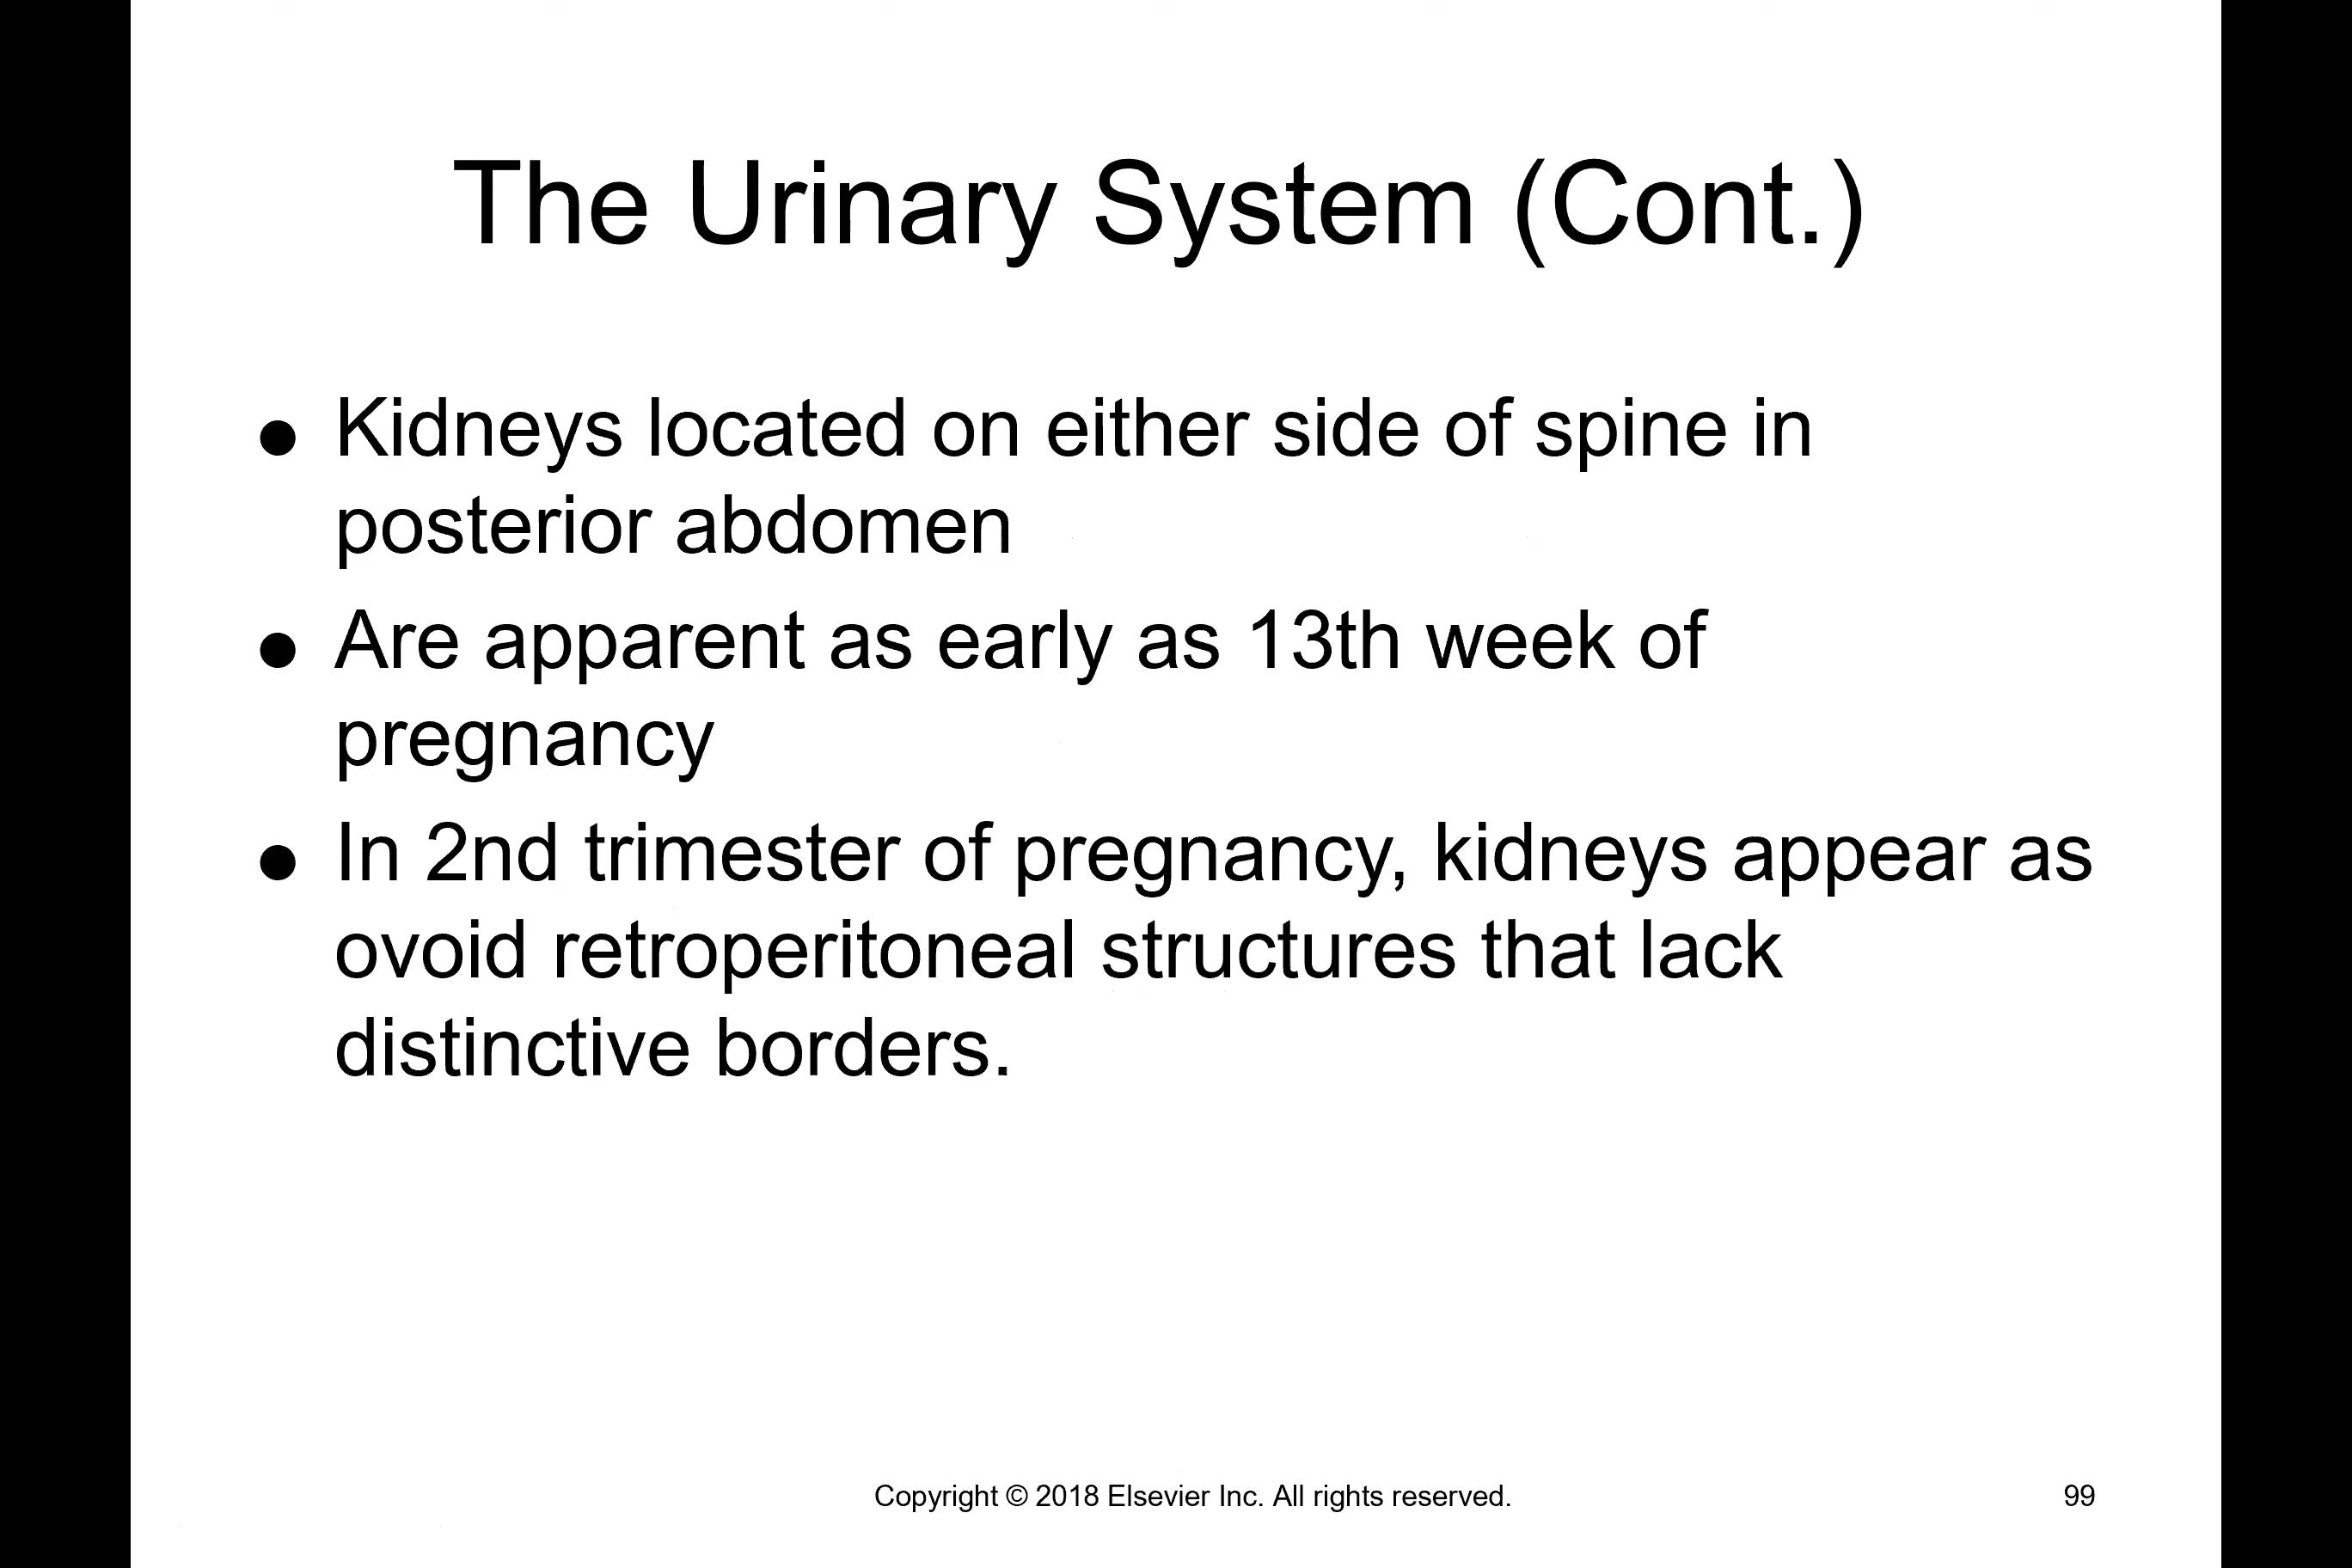 The Urinary System (Cont.)
● Kidneys located on either side of spine in
posterior abdomen
● Are apparent as early as 13th week of
pregnancy
● In 2nd trimester of pregnancy, kidneys appear as
ovoid retroperitoneal structures that lack
distinctive borders.
Copyright © 2018 Elsevier Inc. All rights reserved.
99